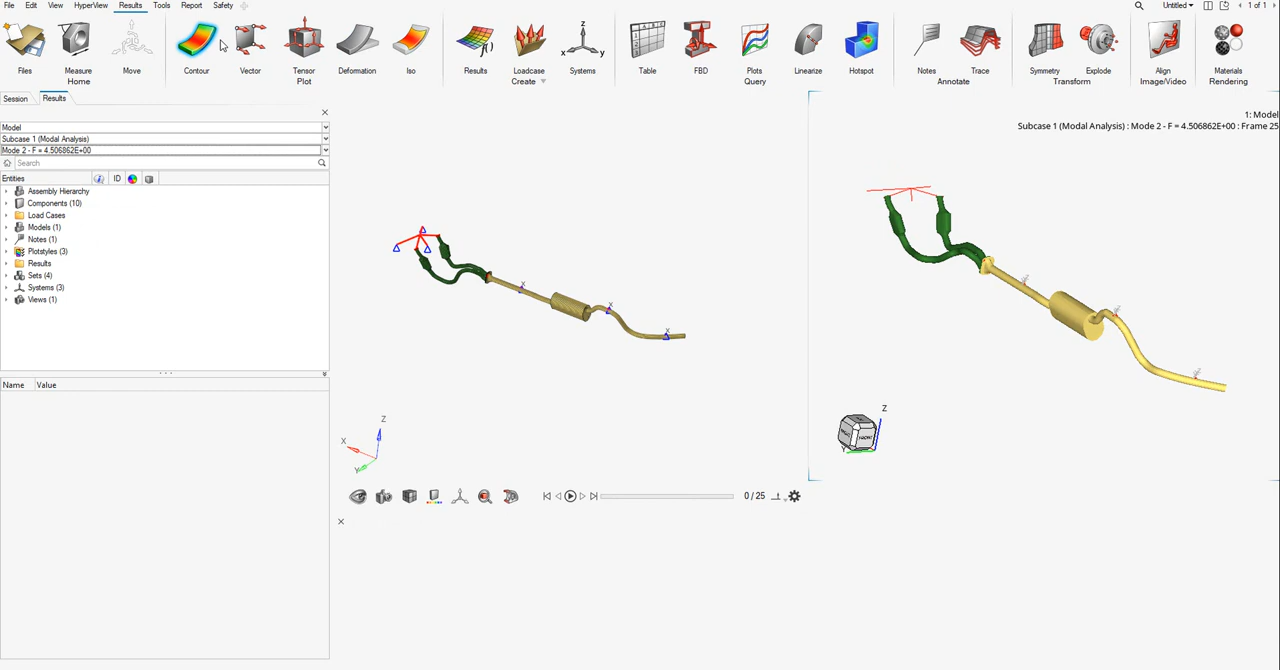 File Edit View HyperView Results Tools Report Safety
Untitled 1 of 1
Files Measure Move Contour Vector Tensor Deformation Iso Results Loadcase Systems Table FBD Plots Linearize Hotspot Notes Trace Symmetry Explode Align Materials
Home Plot Create Query Annotate Transform Image/Video Rendering
Session Results
Model
Subcase 1 (Modal Analysis)
Mode 2 - F = 4.506862E+00
Search
Entities ID
Assembly Hierarchy
Components (10)
Load Cases
Models (1)
Notes (1)
Plotstyles (3)
Results
Sets (4)
Systems (3)
Views (1)
Name Value
1: Model
Subcase 1 (Modal Analysis) : Mode 2 - F = 4.506862E+00 : Frame 25
X
X
X
Z
X
Y
Z
Y
0 / 25